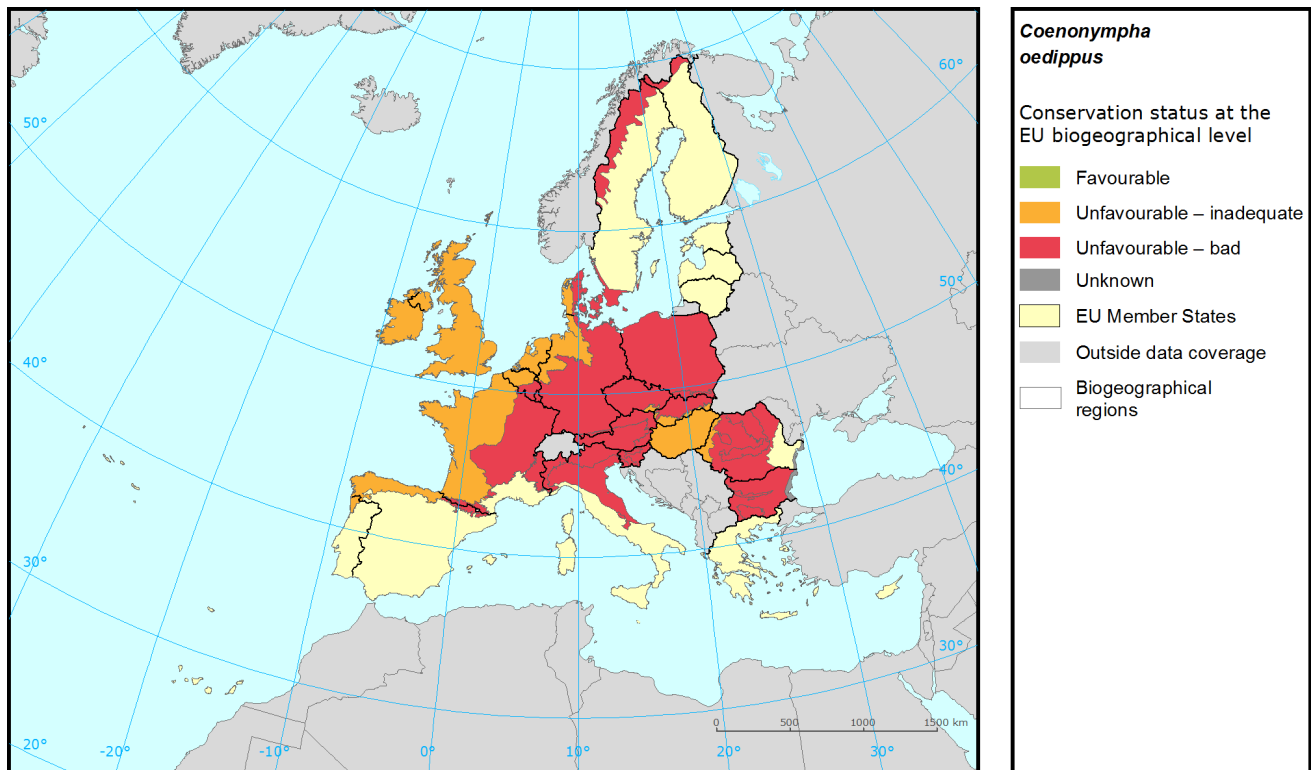 Coenonympha
oedippus
Conservation status at the
EU biogeographical level
Favourable
Unfavourable – inadequate
Unfavourable – bad
Unknown
EU Member States
Outside data coverage
Biogeographical
regions
60°
50°
50°
40°
40°
30°
30°
0 500 1000 1500 km
20° -20° -10° 0° 10° 20° 30°